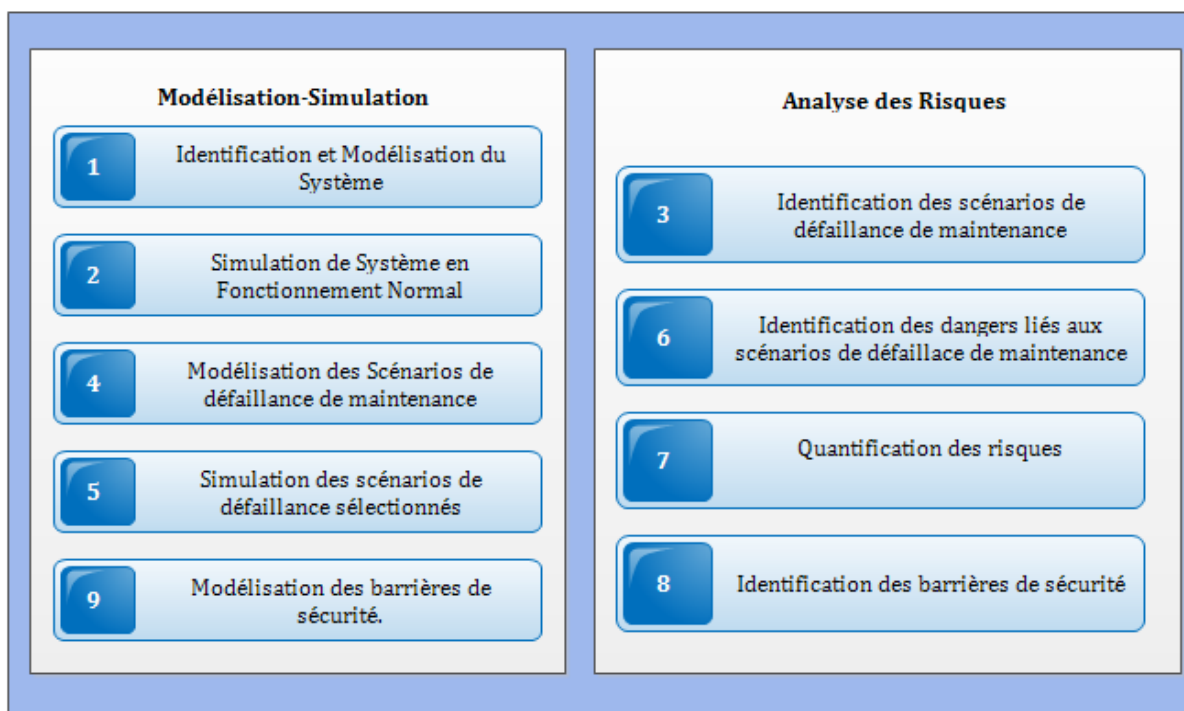 Modélisation-Simulation
1
Identification et Modélisation du
Système
2
Simulation de Système en
Fonctionnement Normal
4
Modélisation des Scénarios de
défaillance de maintenance
5
Simulation des scénarios de
défaillance sélectionnés
9
Modélisation des barrières de
sécurité.
Analyse des Risques
3
Identification des scénarios de
défaillance de maintenance
6
Identification des dangers liés aux
scénarios de défaillace de maintenance
7
Quantification des risques
8
Identification des barrières de sécurité